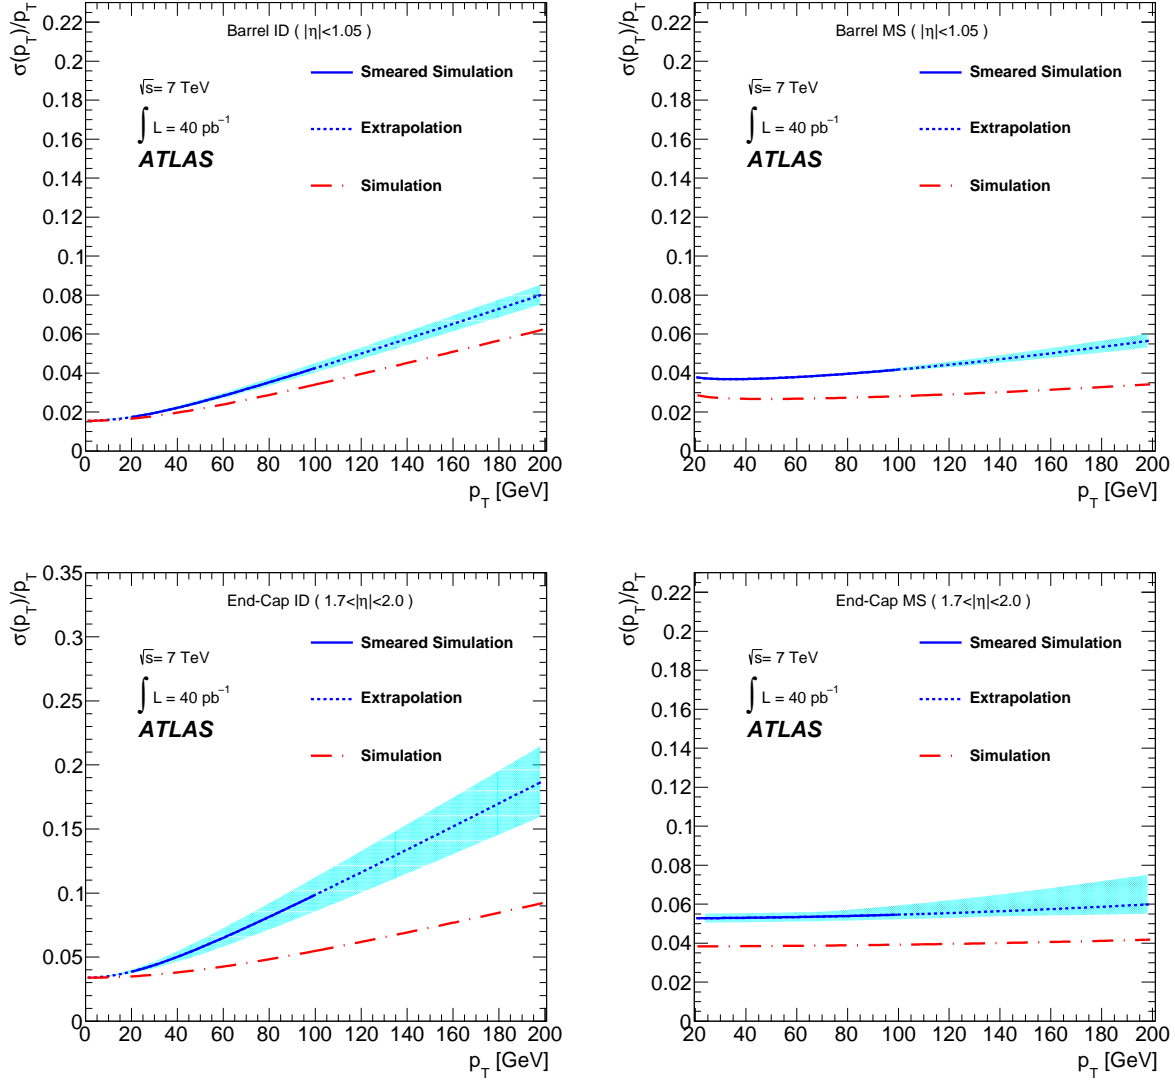 σ(p_T)/p_T
Barrel ID ( |η|<1.05 )
√s= 7 TeV
∫ L = 40 pb⁻¹
ATLAS
Smeared Simulation
Extrapolation
Simulation
0.22
0.2
0.18
0.16
0.14
0.12
0.1
0.08
0.06
0.04
0.02
0
0 20 40 60 80 100 120 140 160 180 200
p_T [GeV]
σ(p_T)/p_T
Barrel MS ( |η|<1.05 )
√s= 7 TeV
∫ L = 40 pb⁻¹
ATLAS
Smeared Simulation
Extrapolation
Simulation
0.22
0.2
0.18
0.16
0.14
0.12
0.1
0.08
0.06
0.04
0.02
0
20 40 60 80 100 120 140 160 180 200
p_T [GeV]
σ(p_T)/p_T
End-Cap ID ( 1.7<|η|<2.0 )
√s= 7 TeV
∫ L = 40 pb⁻¹
ATLAS
Smeared Simulation
Extrapolation
Simulation
0.35
0.3
0.25
0.2
0.15
0.1
0.05
0
0 20 40 60 80 100 120 140 160 180 200
p_T [GeV]
σ(p_T)/p_T
End-Cap MS ( 1.7<|η|<2.0 )
√s= 7 TeV
∫ L = 40 pb⁻¹
ATLAS
Smeared Simulation
Extrapolation
Simulation
0.22
0.2
0.18
0.16
0.14
0.12
0.1
0.08
0.06
0.04
0.02
0
20 40 60 80 100 120 140 160 180 200
p_T [GeV]